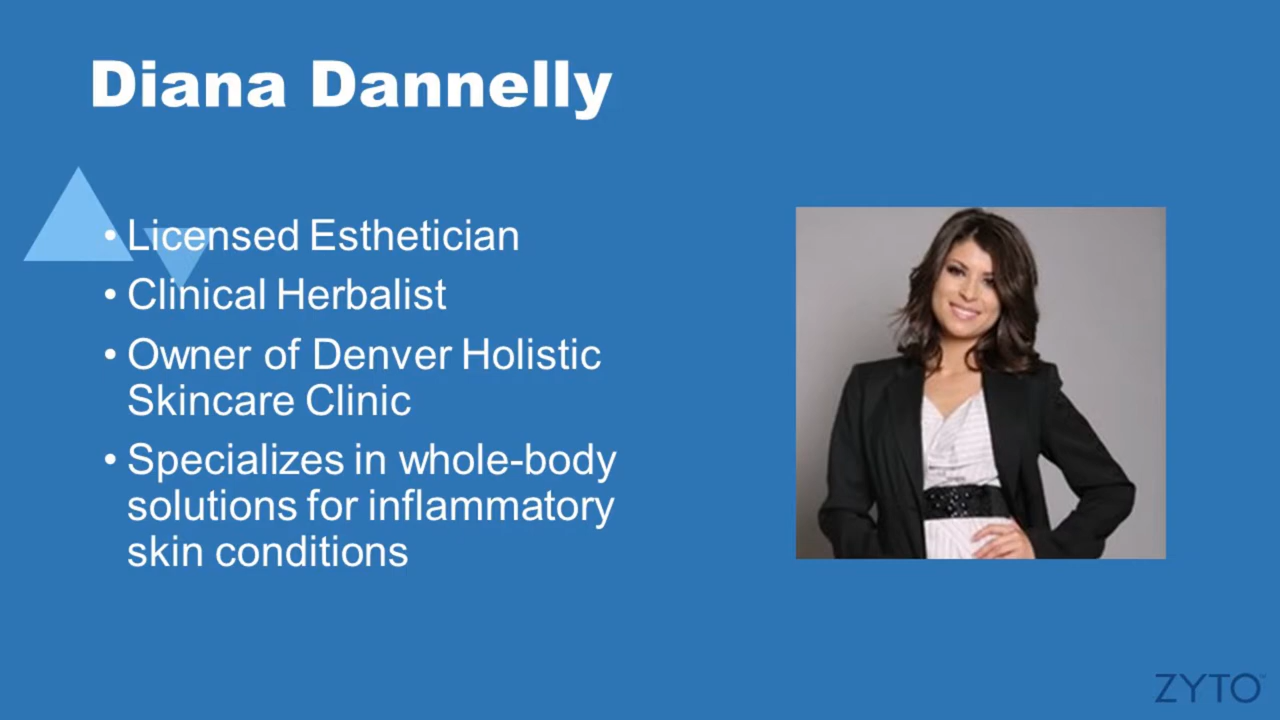 Diana Dannelly
• Licensed Esthetician
• Clinical Herbalist
• Owner of Denver Holistic
Skincare Clinic
• Specializes in whole-body
solutions for inflammatory
skin conditions
ZYTO™